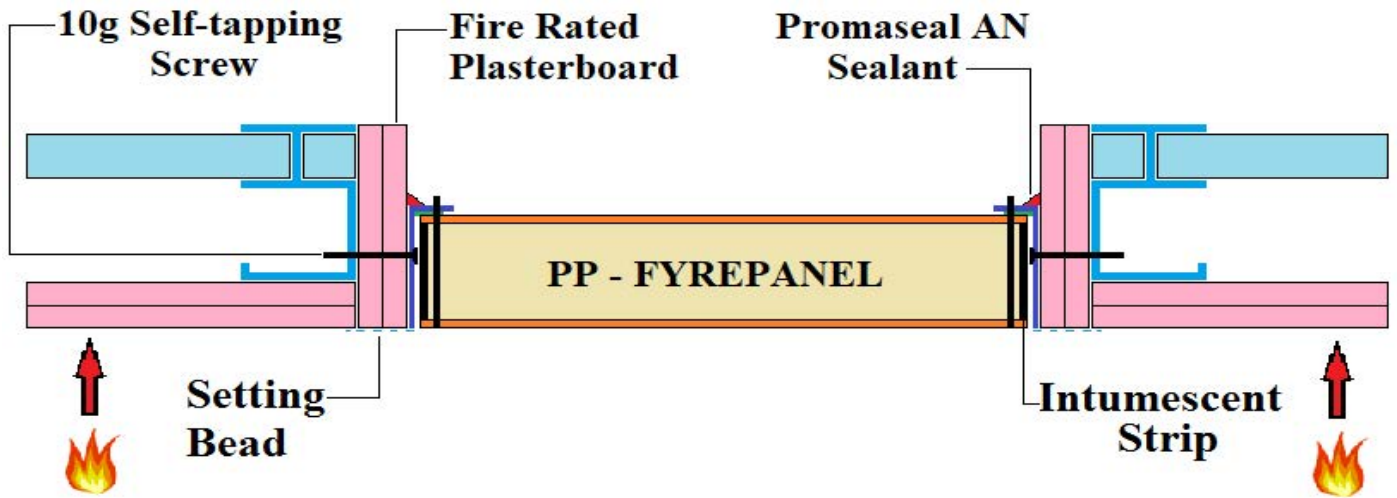 10g Self-tapping
Screw
Fire Rated
Plasterboard
Promaseal AN
Sealant
PP - FYREPANEL
Setting
Bead
Intumescent
Strip